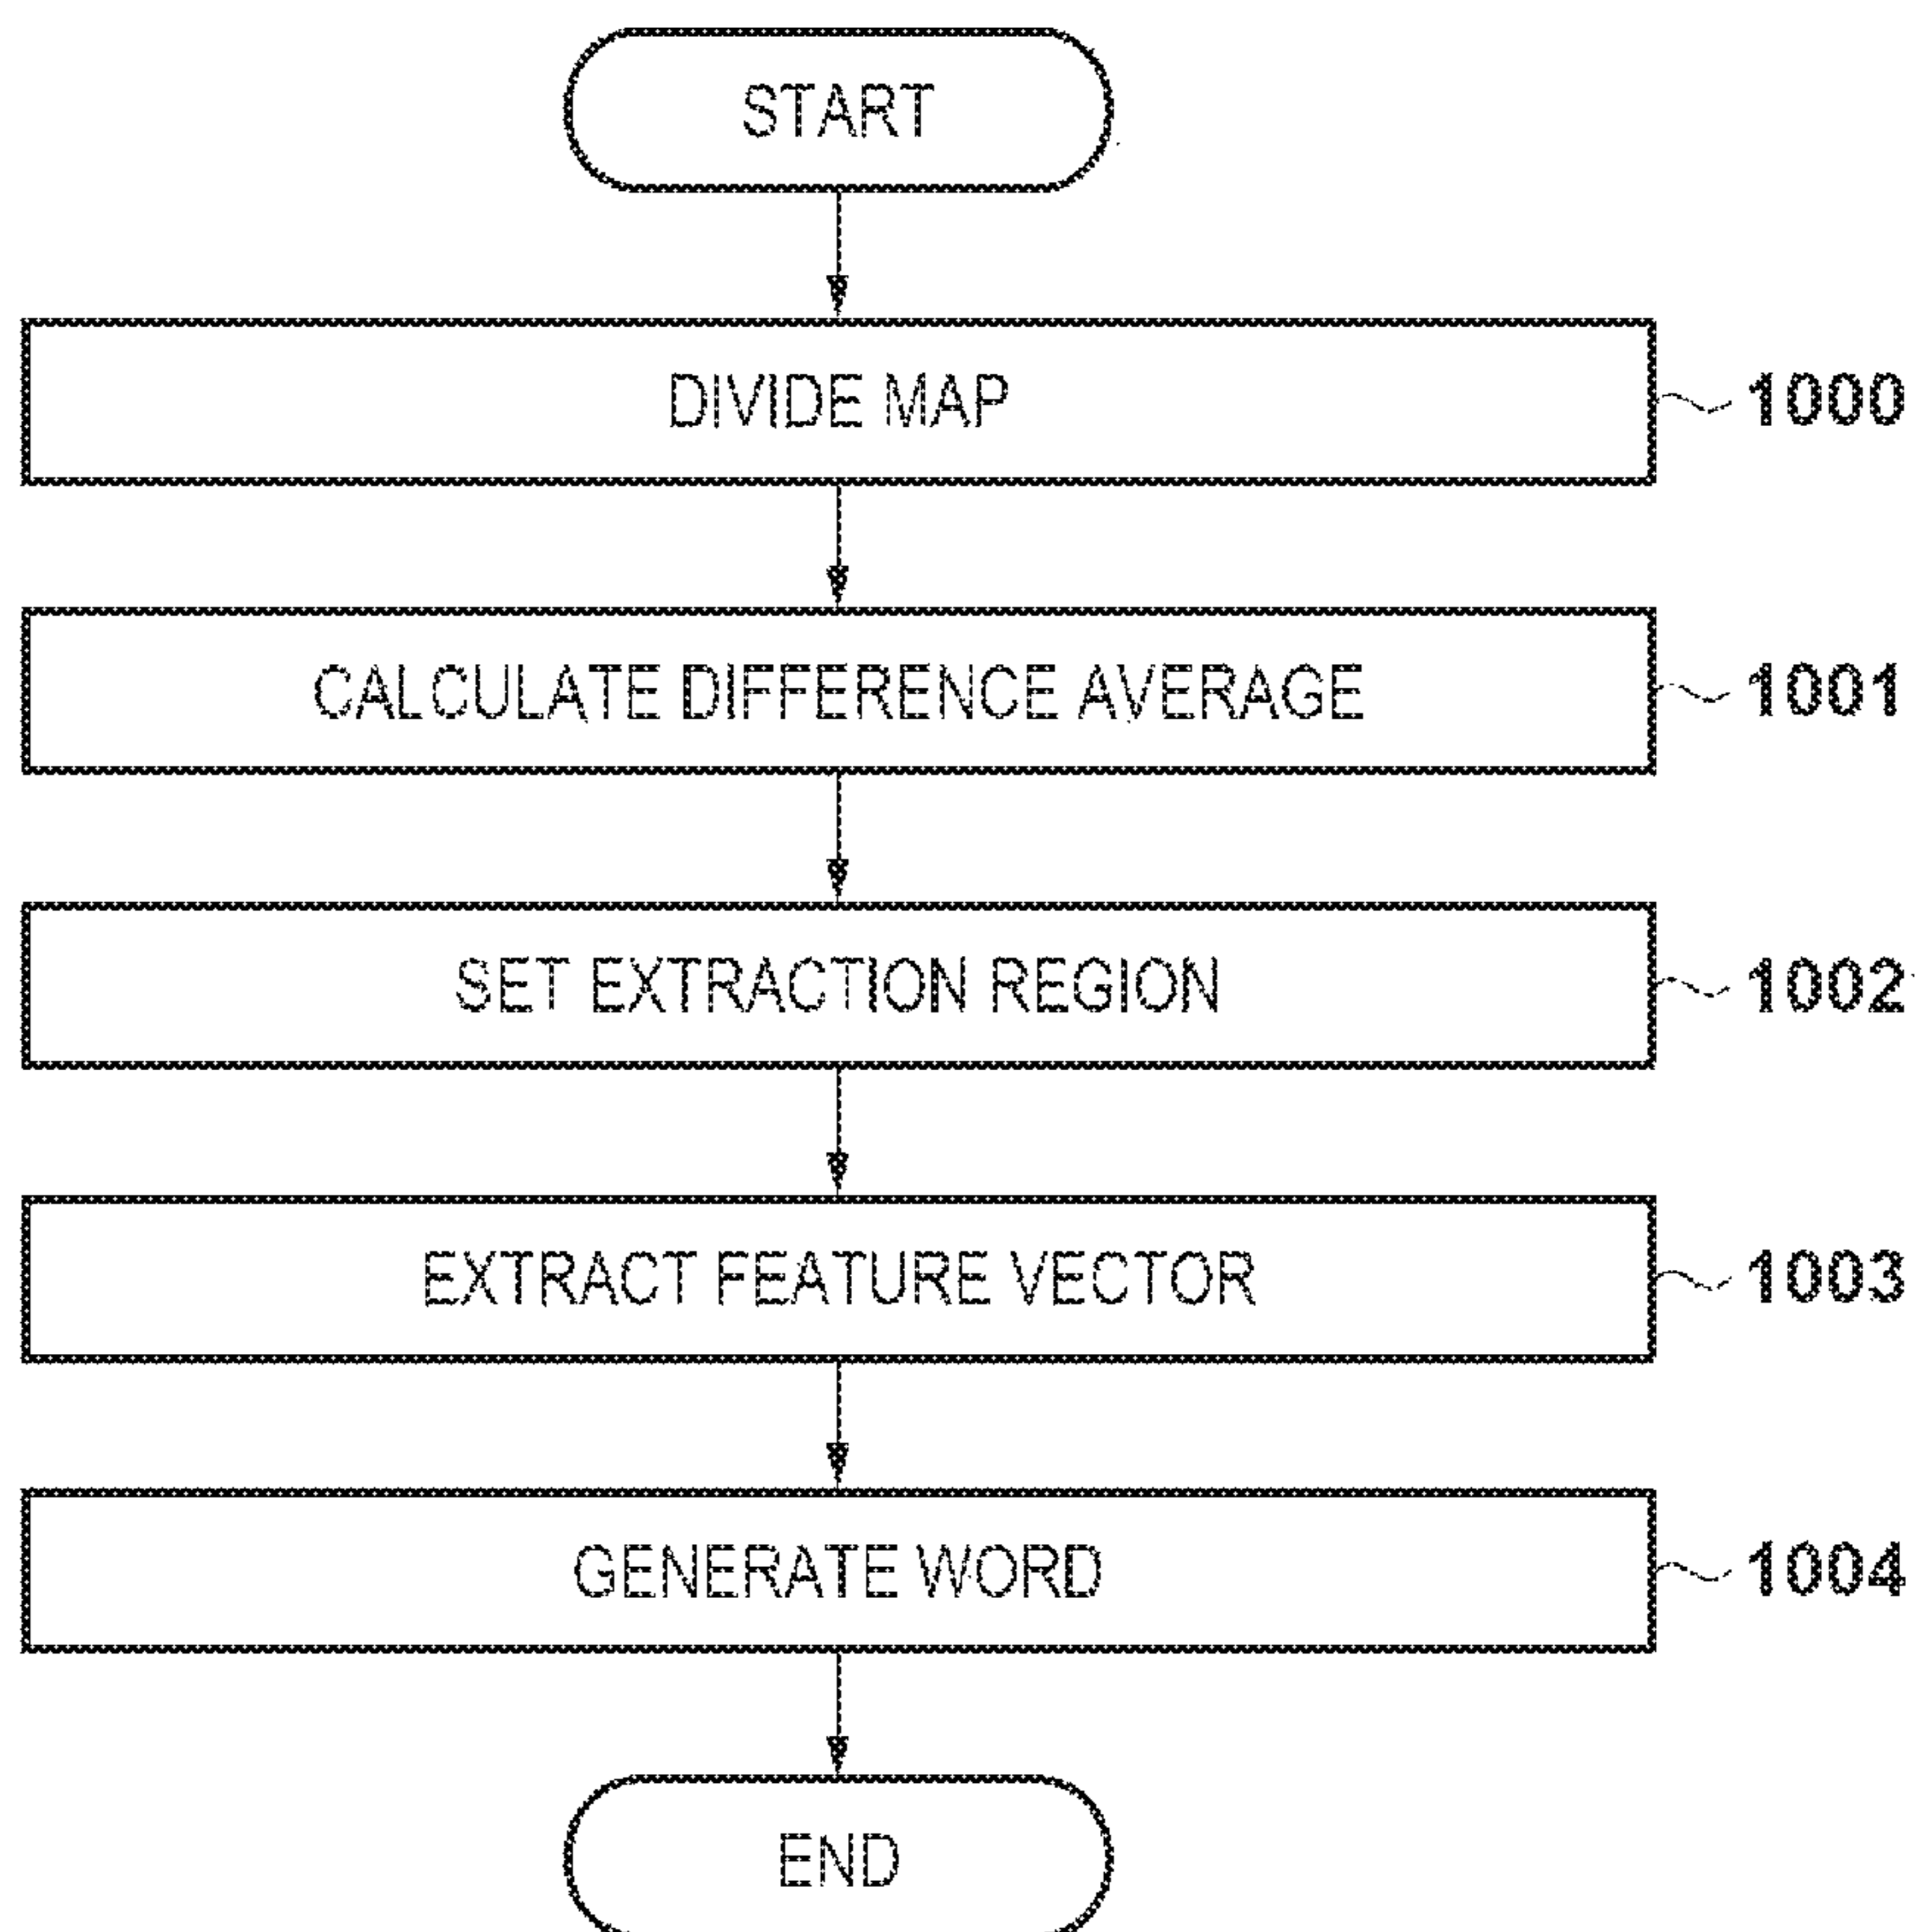 START
DIVIDE MAP
1000
CALCULATE DIFFERENCE AVERAGE
1001
SET EXTRACTION REGION
1002
EXTRACT FEATURE VECTOR
1003
GENERATE WORD
1004
END